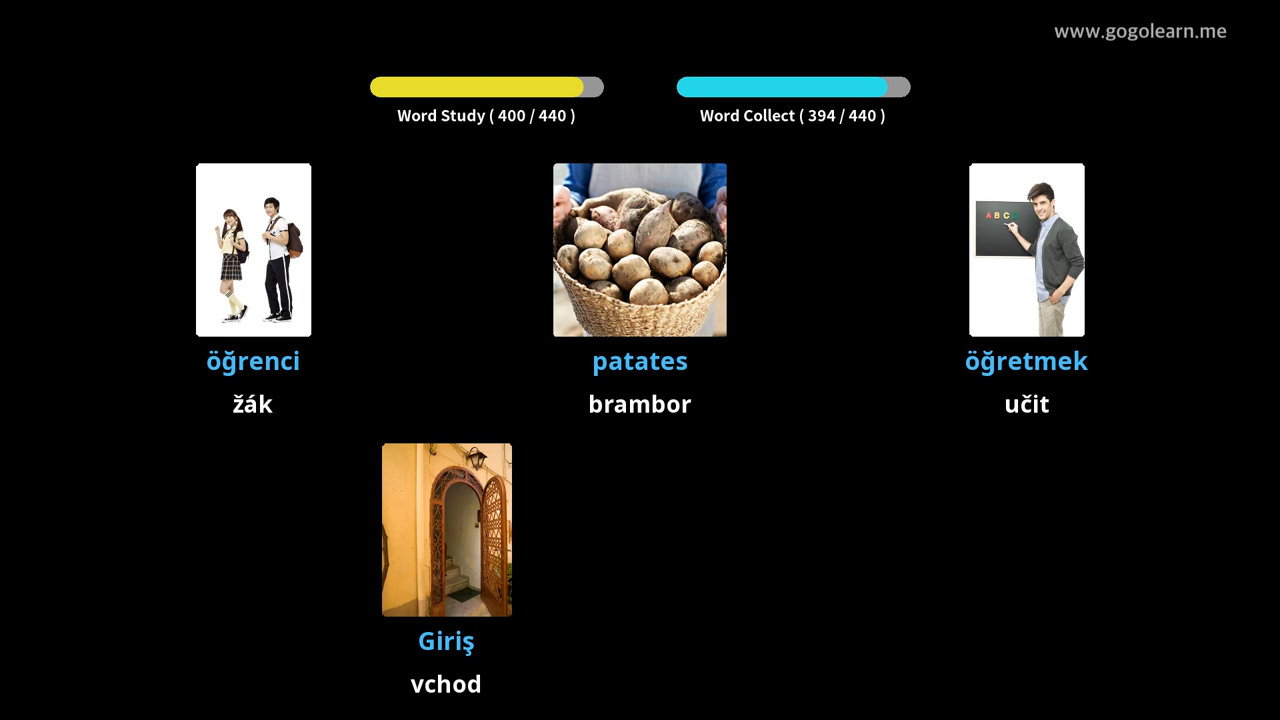 www.gogolearn.me
Word Study ( 400 / 440 )
Word Collect ( 394 / 440 )
öğrenci
žák
patates
brambor
A B C D
öğretmek
učit
Giriş
vchod